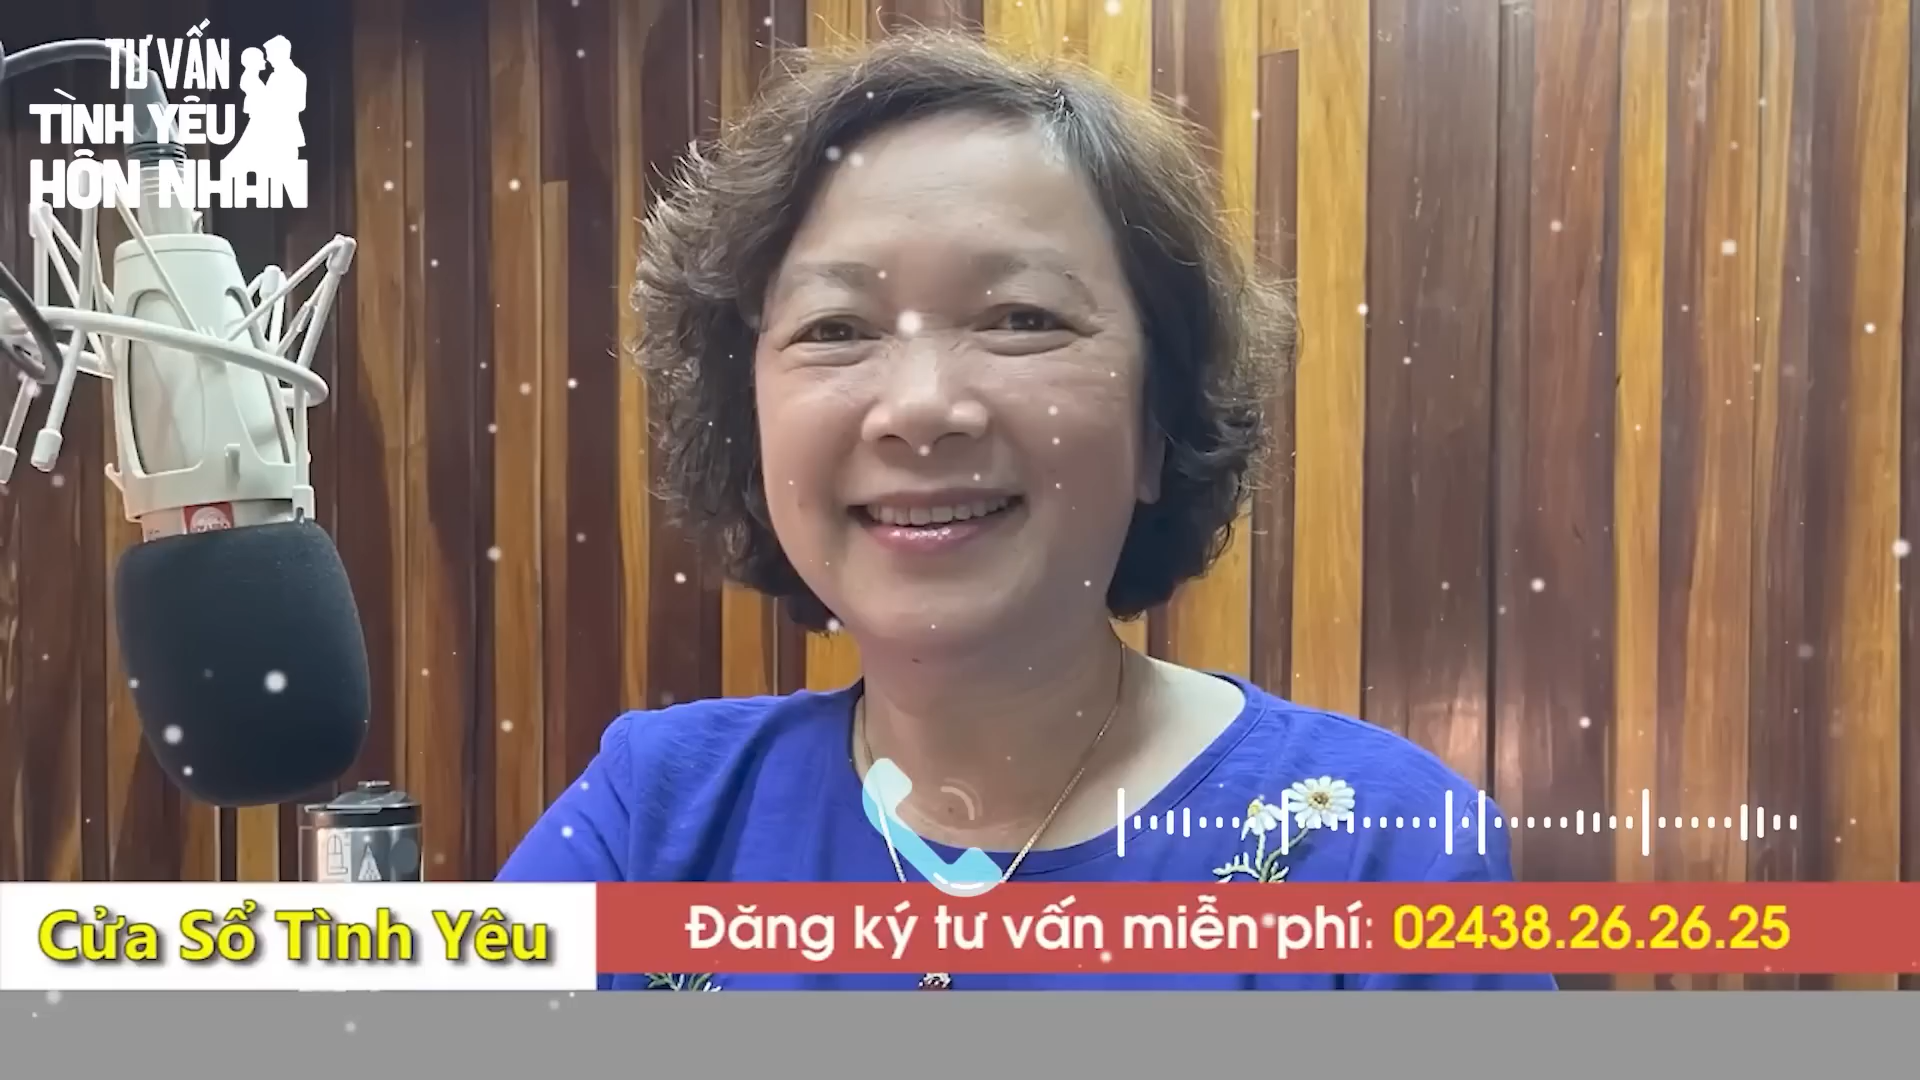 TƯ VẤN
TÌNH YÊU
HÔN NHÂN
Cửa Sổ Tình Yêu
Đăng ký tư vấn miễn phí: 02438.26.26.25